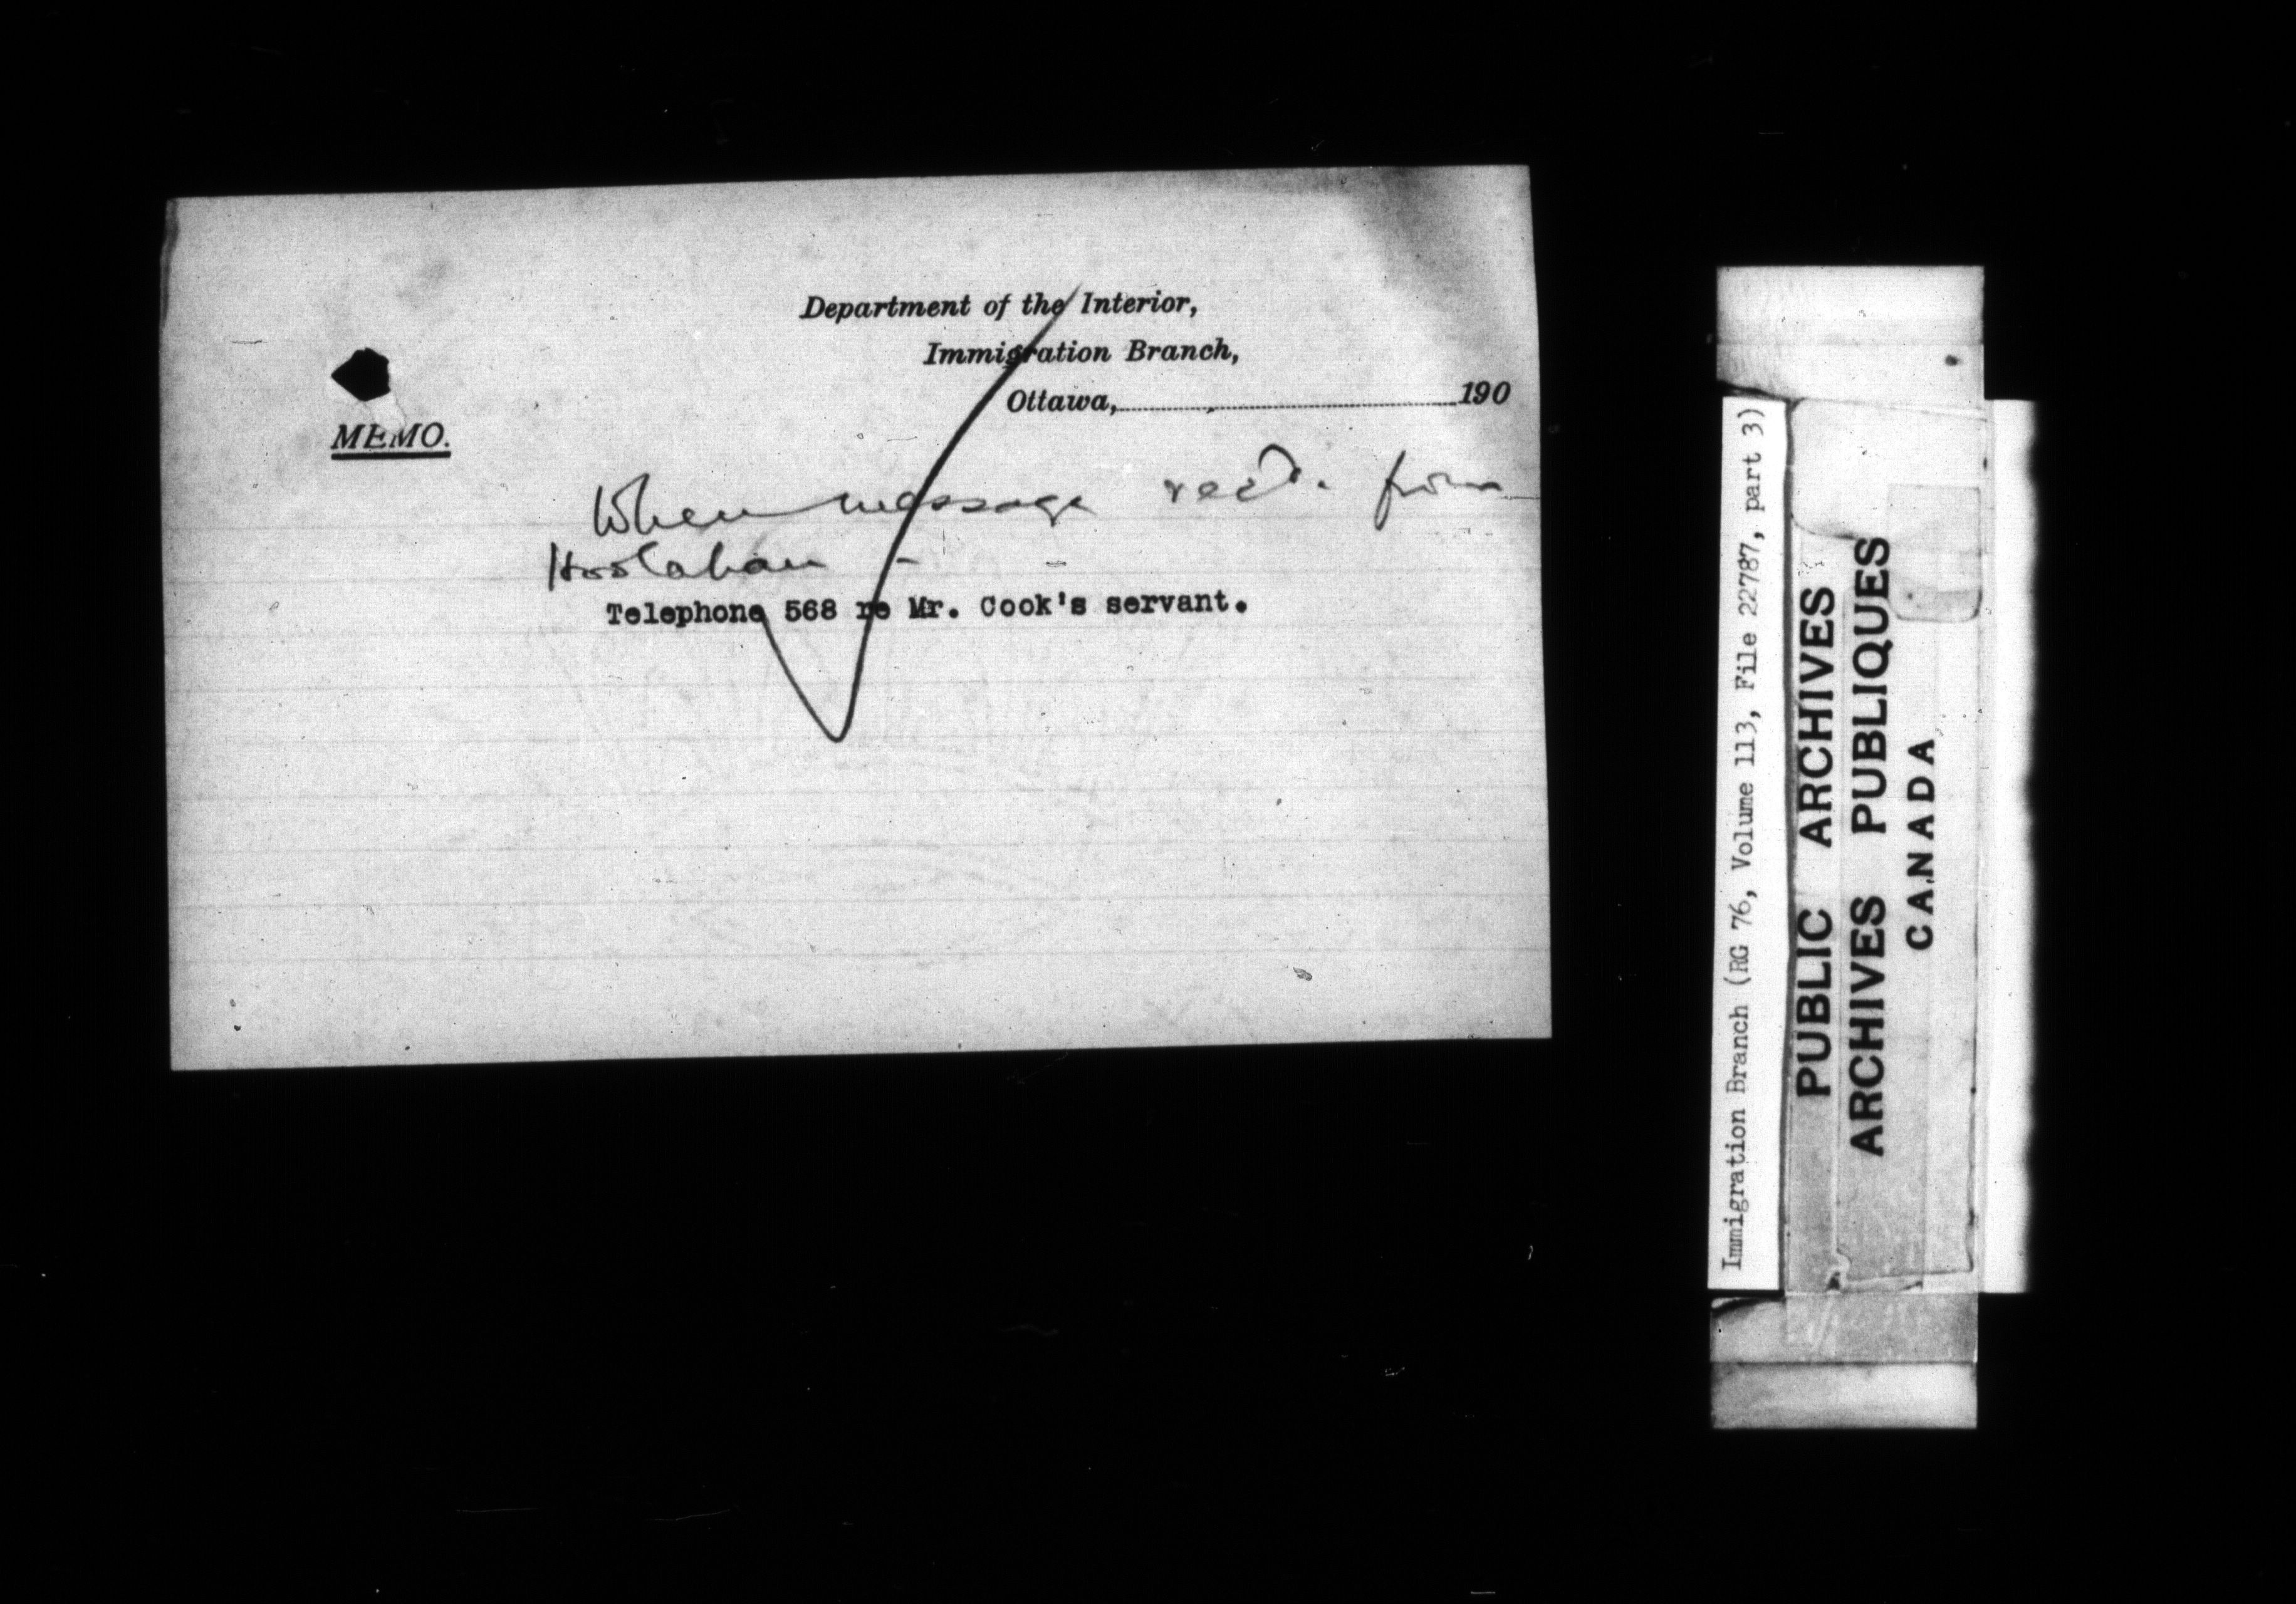 Department of the Interior,
Immigration Branch,
Ottawa, 190
MEMO.
When message recd. from
Hoolahan -
Telephone 568 re Mr. Cook's servant.
Immigration Branch (RG 76, Volume 113, File 22787, part 3)
PUBLIC ARCHIVES
ARCHIVES PUBLIQUES
CANADA